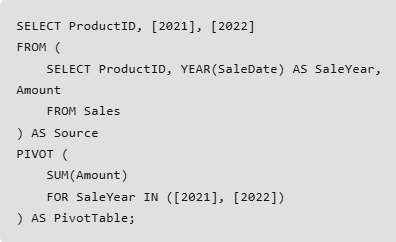 SELECT ProductID, [2021], [2022]
FROM (
    SELECT ProductID, YEAR(SaleDate) AS SaleYear,
Amount
    FROM Sales
) AS Source
PIVOT (
    SUM(Amount)
    FOR SaleYear IN ([2021], [2022])
) AS PivotTable;